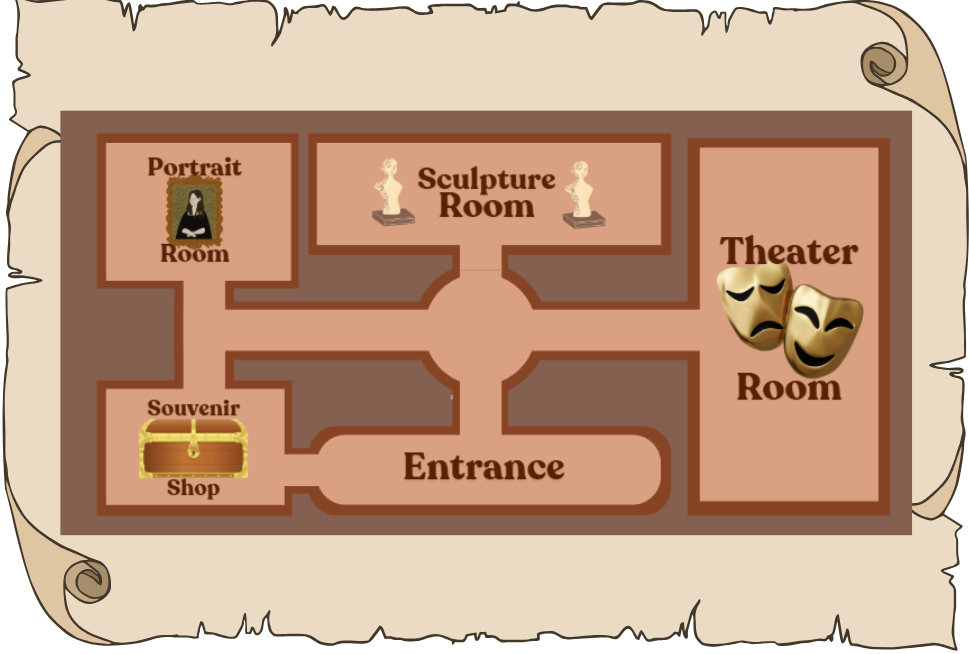 Portrait
Room
Sculpture
Room
Theater
Room
Souvenir
Shop
Entrance